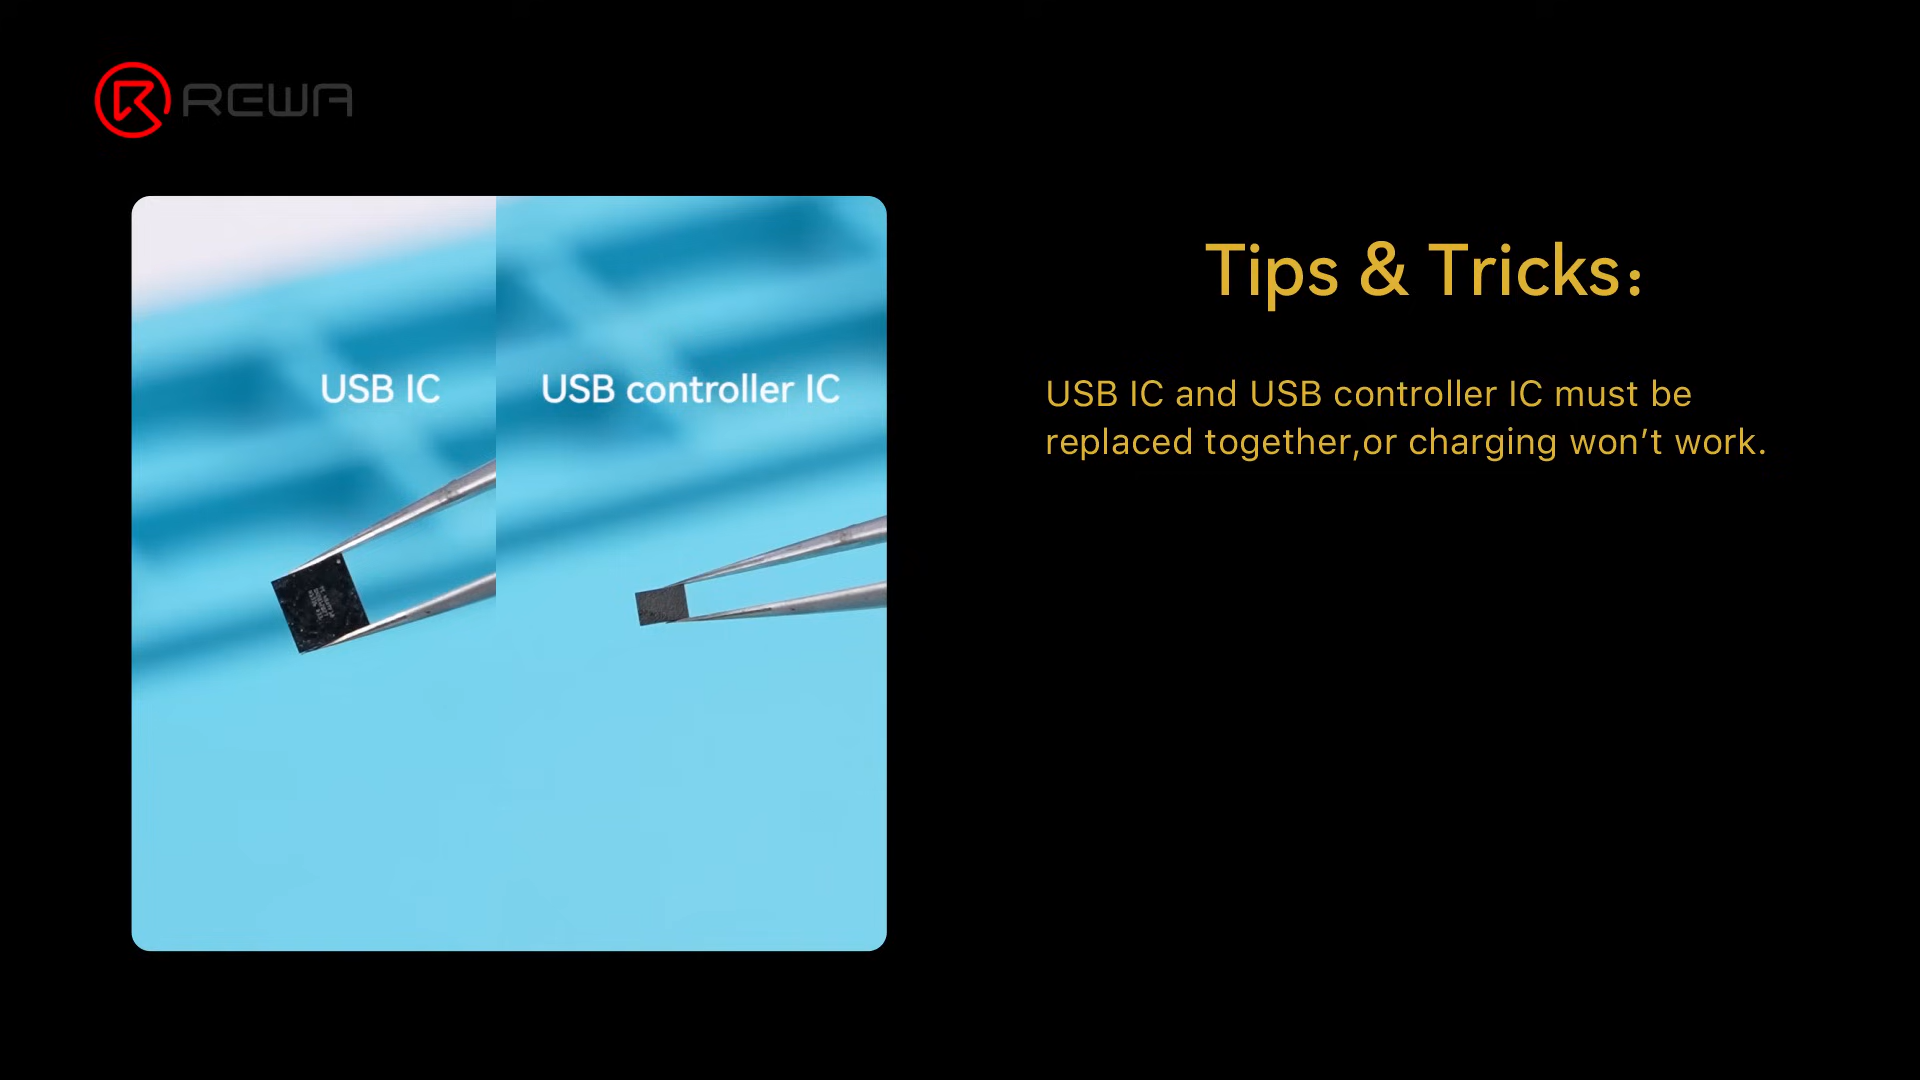 REWA
USB IC
USB controller IC
Tips & Tricks:
USB IC and USB controller IC must be
replaced together,or charging won't work.